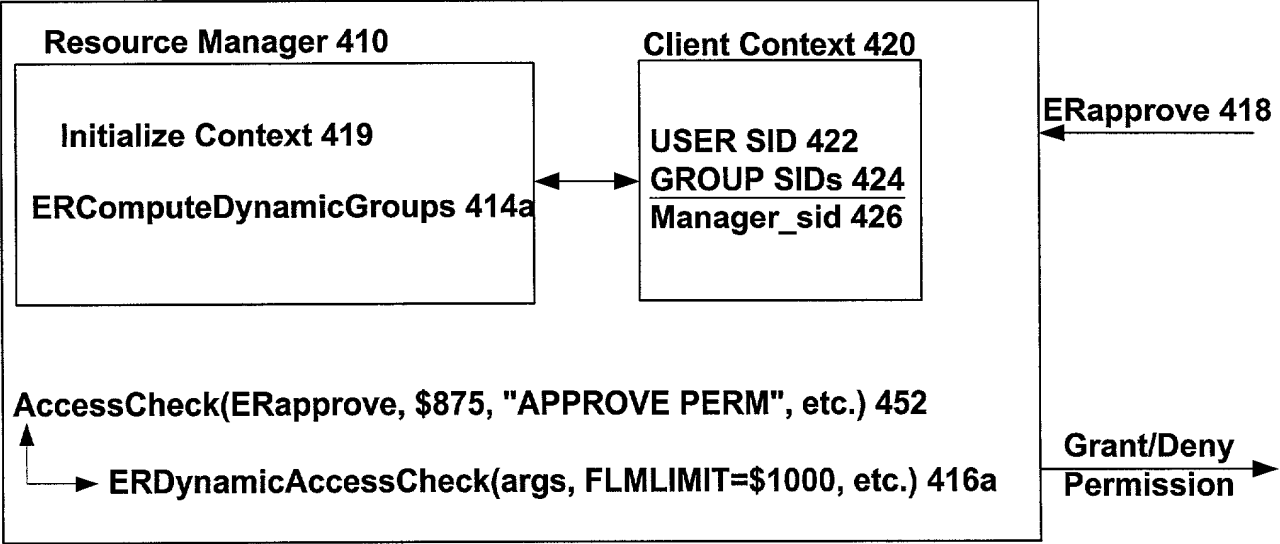 Resource Manager 410
Client Context 420
Initialize Context 419
ERComputeDynamicGroups 414a
USER SID 422
GROUP SIDs 424
Manager_sid 426
ERapprove 418
AccessCheck(ERapprove, $875, "APPROVE PERM", etc.) 452
ERDynamicAccessCheck(args, FLMLIMIT=$1000, etc.) 416a
Grant/Deny
Permission